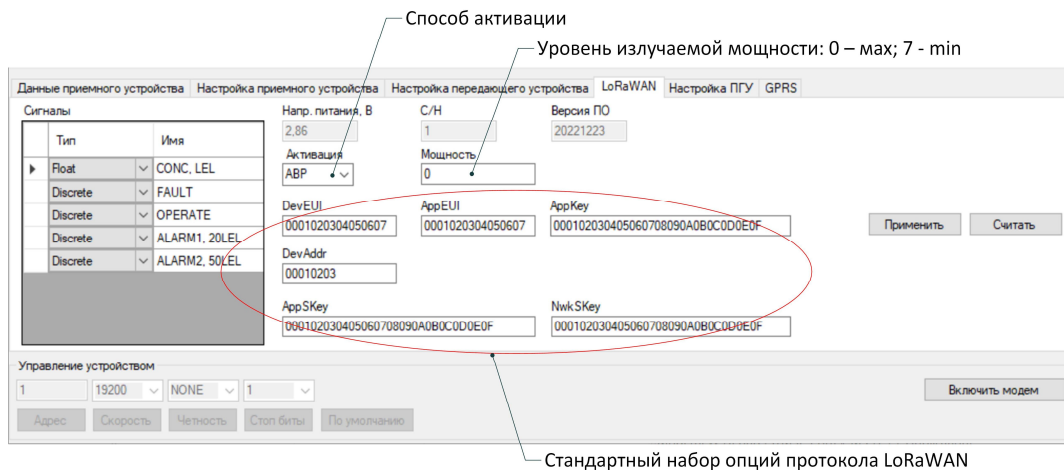 Способ активации
Уровень излучаемой мощности: 0 – мах; 7 - min
Данные приемного устройства Настройка приемного устройства Настройка передающего устройства LoRaWAN Настройка ПГУ GPRS
Сигналы Напр. питания, В С/Н Версия ПО
2,86 1 20221223
Тип Имя
Активация Мощность
Float CONC, LEL ABP 0
Discrete FAULT
DevEUI AppEUI AppKey
Discrete OPERATE 0001020304050607 0001020304050607 000102030405060708090A0B0C0D0E0F Применить Считать
Discrete ALARM1, 20LEL
DevAddr
Discrete ALARM2, 50LEL
00010203
AppSKey NwkSKey
000102030405060708090A0B0C0D0E0F 000102030405060708090A0B0C0D0E0F
Управление устройством
1 19200 NONE 1 Включить модем
Адрес Скорость Четность Стоп биты По умолчанию
Стандартный набор опций протокола LoRaWAN